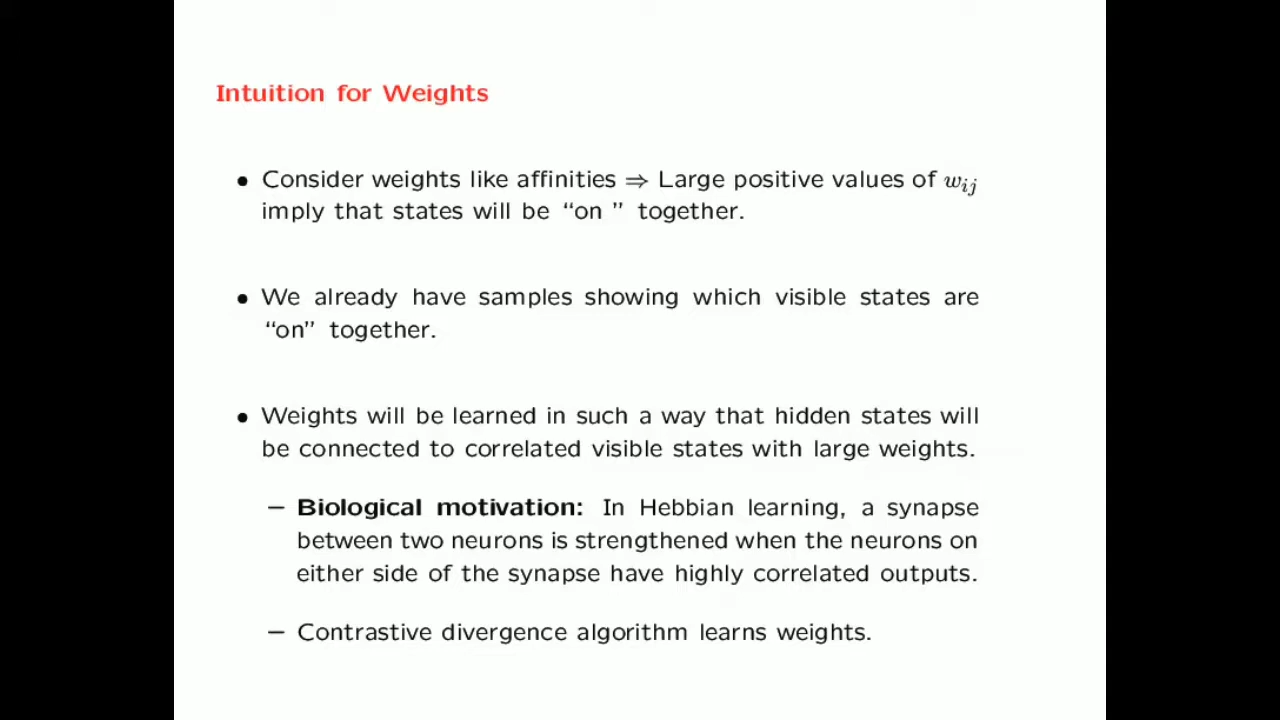 Intuition for Weights
• Consider weights like affinities ⇒ Large positive values of w_{ij}
imply that states will be “on ” together.
• We already have samples showing which visible states are
“on” together.
• Weights will be learned in such a way that hidden states will
be connected to correlated visible states with large weights.
– Biological motivation: In Hebbian learning, a synapse
between two neurons is strengthened when the neurons on
either side of the synapse have highly correlated outputs.
– Contrastive divergence algorithm learns weights.